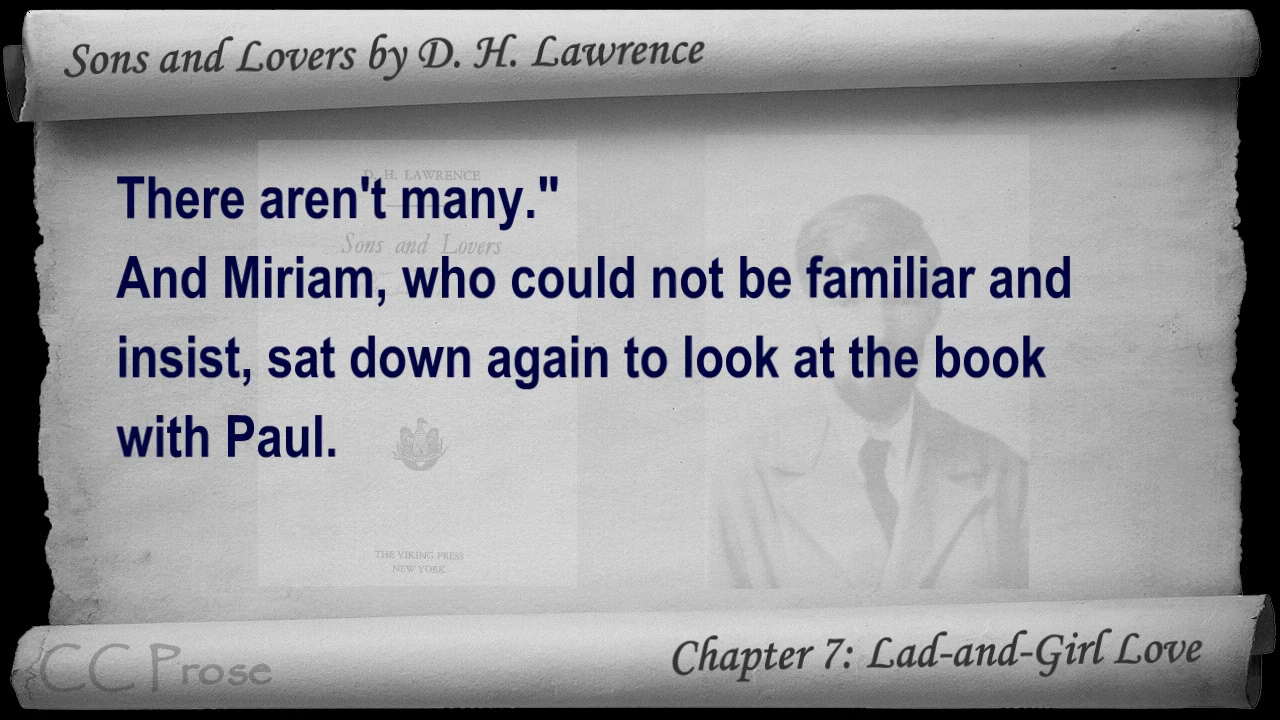 Sons and Lovers by D. H. Lawrence
D. H. LAWRENCE
There aren't many."
Sons and Lovers
And Miriam, who could not be familiar and
insist, sat down again to look at the book
with Paul.
THE VIKING PRESS
NEW YORK
Chapter 7: Lad-and-Girl Love
CC Prose